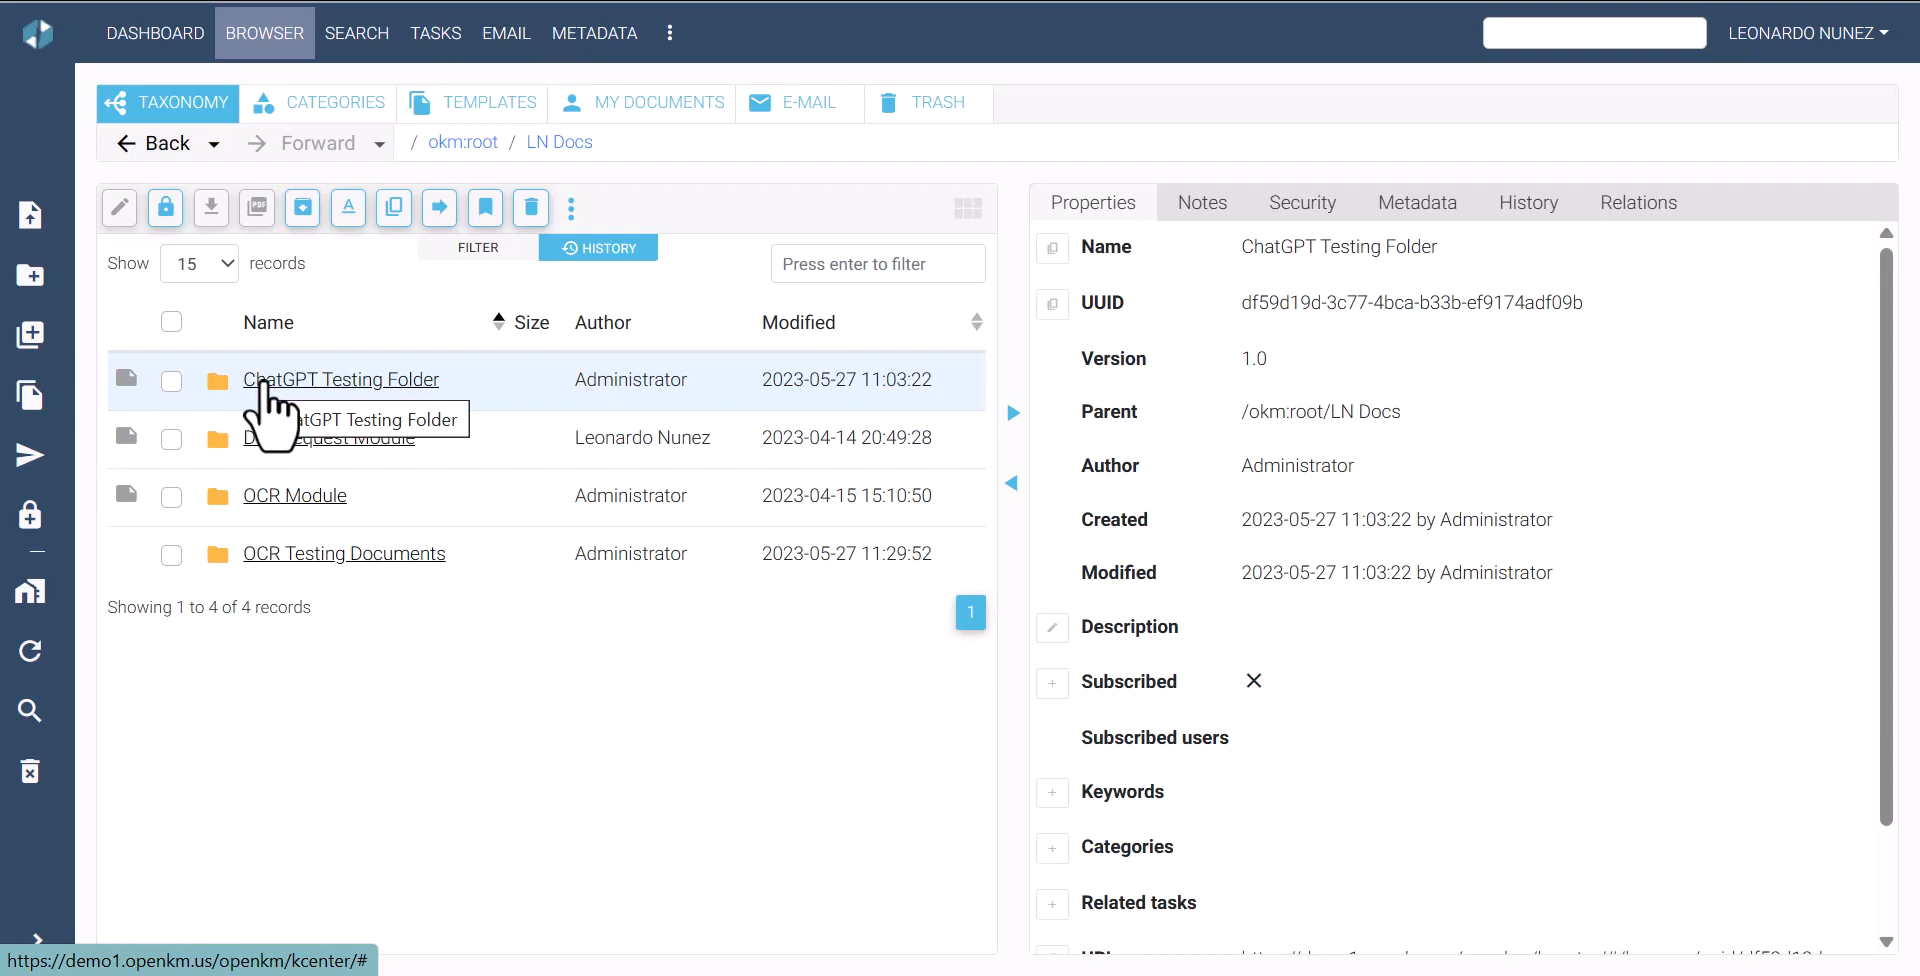 DASHBOARD BROWSER SEARCH TASKS EMAIL METADATA LEONARDO NUNEZ
TAXONOMY CATEGORIES TEMPLATES MY DOCUMENTS E-MAIL TRASH
Back Forward / okm:root / LN Docs
PDF A
FILTER HISTORY
Show 15 records Press enter to filter
Name Size Author Modified
ChatGPT Testing Folder Administrator 2023-05-27 11:03:22
atGPT Testing Folder
Module Leonardo Nunez 2023-04-14 20:49:28
OCR Module Administrator 2023-04-15 15:10:50
OCR Testing Documents Administrator 2023-05-27 11:29:52
Showing 1 to 4 of 4 records 1
Properties Notes Security Metadata History Relations
Name ChatGPT Testing Folder
UUID df59d19d-3c77-4bca-b33b-ef9174adf09b
Version 1.0
Parent /okm:root/LN Docs
Author Administrator
Created 2023-05-27 11:03:22 by Administrator
Modified 2023-05-27 11:03:22 by Administrator
Description
Subscribed
Subscribed users
Keywords
Categories
Related tasks
https://demo1.openkm.us/openkm/kcenter/#